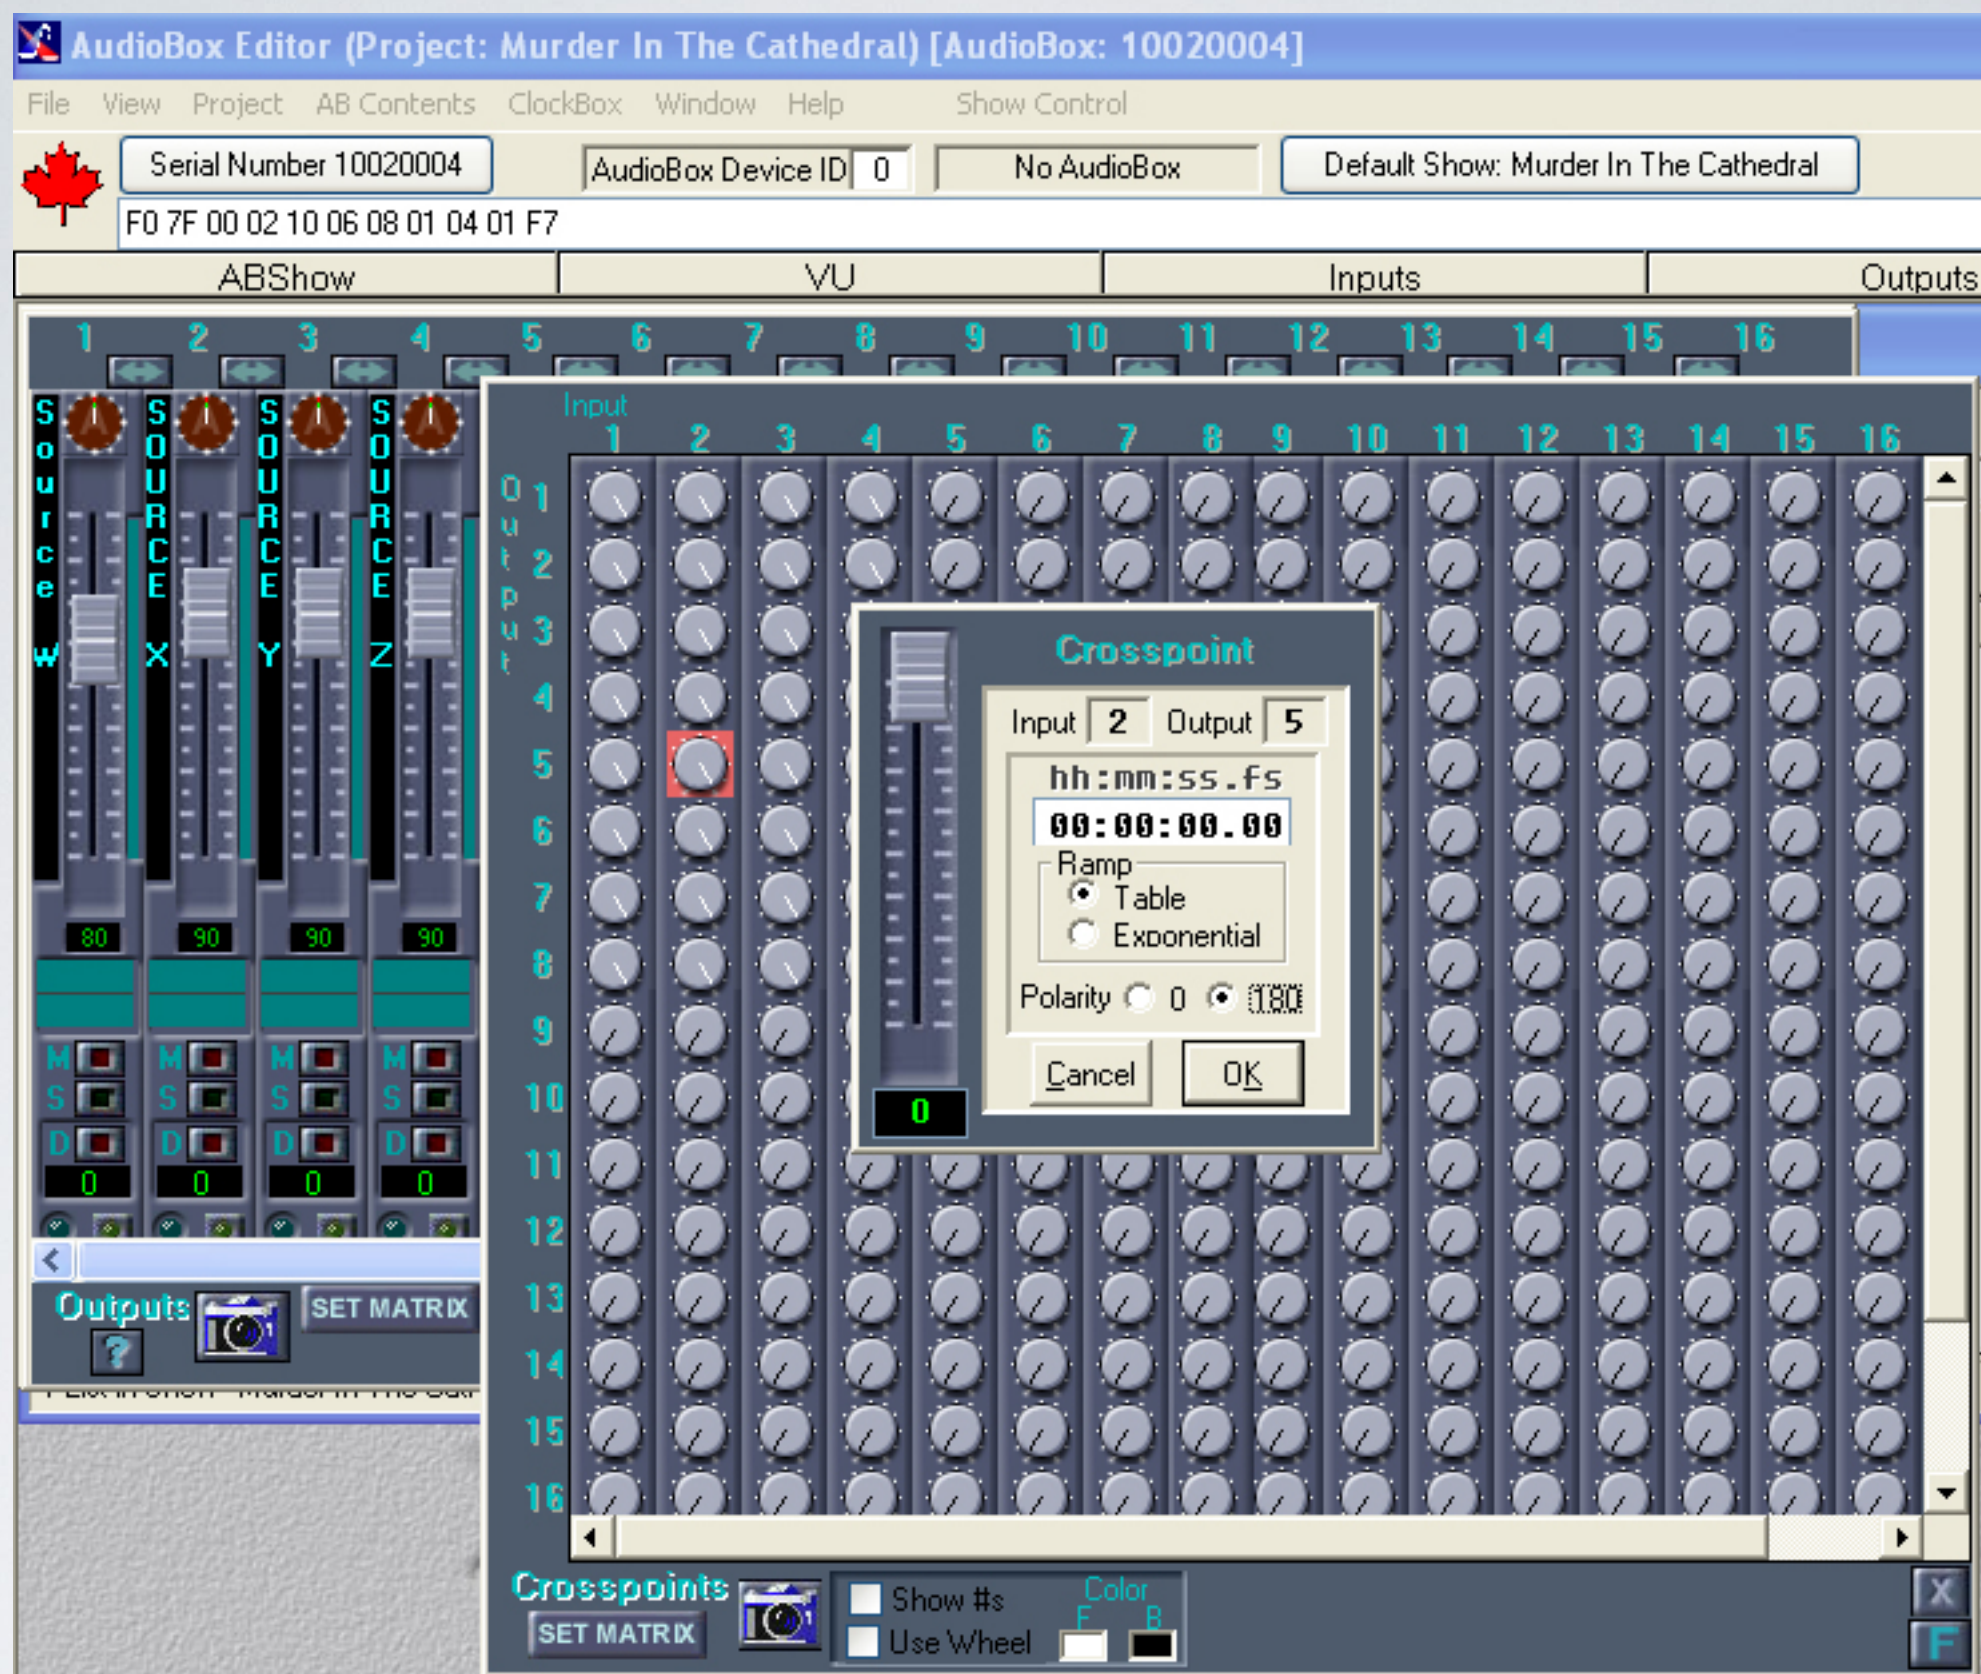 AudioBox Editor (Project: Murder In The Cathedral) [AudioBox: 10020004]
File View Project AB Contents ClockBox Window Help Show Control
Serial Number 10020004 AudioBox Device ID 0 No AudioBox Default Show: Murder In The Cathedral
F0 7F 00 02 10 06 08 01 04 01 F7
ABShow VU Inputs Outputs
1 2 3 4 5 6 7 8 9 10 11 12 13 14 15 16
Source W
SOURCE X
SOURCE Y
SOURCE Z
80 90 90 90
M M M M
S S S S
D D D D
0 0 0 0
Outputs
SET MATRIX
?
Input
1 2 3 4 5 6 7 8 9 10 11 12 13 14 15 16
Output
1
2
3
4
5
6
7
8
9
10
11
12
13
14
15
16
Crosspoint
Input 2 Output 5
hh:mm:ss.fs
00:00:00.00
Ramp
Table
Exponential
Polarity 0 180
Cancel OK
0
Crosspoints
SET MATRIX
Show #s
Use Wheel
Color
F B
X
F